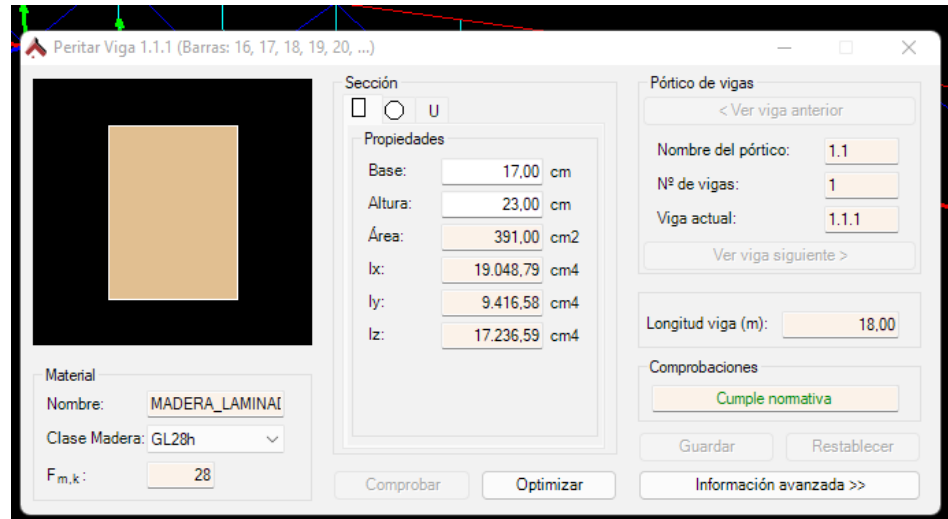 Peritar Viga 1.1.1 (Barras: 16, 17, 18, 19, 20, ...)
Sección
U
Propiedades
Base: 17,00 cm
Altura: 23,00 cm
Área: 391,00 cm2
Ix: 19.048,79 cm4
Iy: 9.416,58 cm4
Iz: 17.236,59 cm4
Comprobar Optimizar
Material
Nombre: MADERA_LAMINAD
Clase Madera: GL28h
Fm,k: 28
Pórtico de vigas
< Ver viga anterior
Nombre del pórtico: 1.1
Nº de vigas: 1
Viga actual: 1.1.1
Ver viga siguiente >
Longitud viga (m): 18,00
Comprobaciones
Cumple normativa
Guardar Restablecer
Información avanzada >>